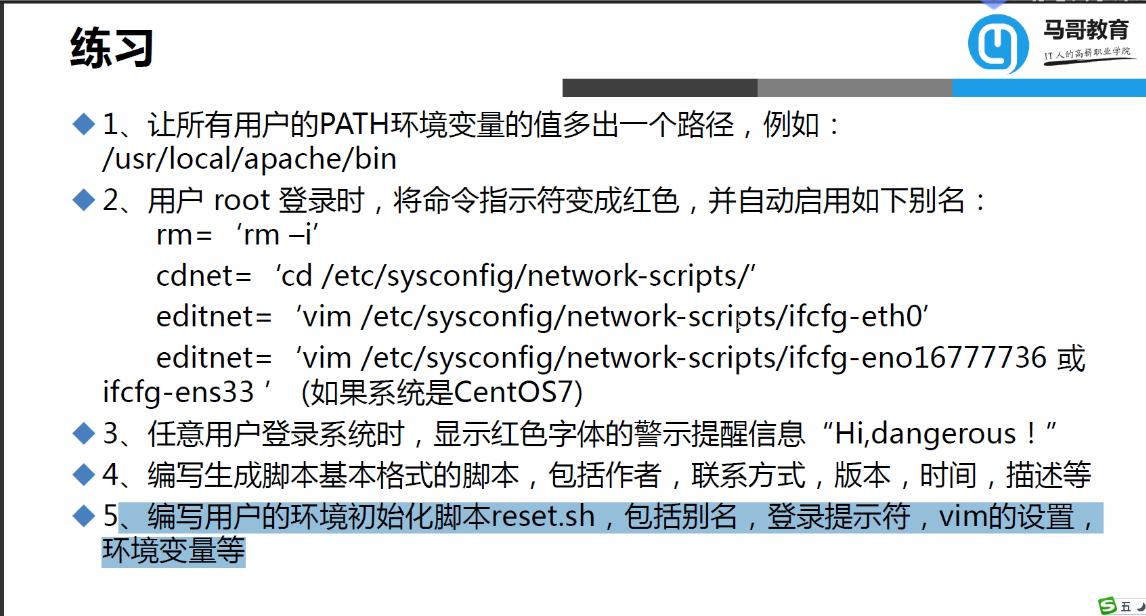 练习
马哥教育
IT人的高薪职业学院
1、让所有用户的PATH环境变量的值多出一个路径，例如：
/usr/local/apache/bin
2、用户 root 登录时，将命令指示符变成红色，并自动启用如下别名：
rm= ‘rm –i’
cdnet= ‘cd /etc/sysconfig/network-scripts/‘
editnet= ‘vim /etc/sysconfig/network-scripts/ifcfg-eth0‘
editnet= ‘vim /etc/sysconfig/network-scripts/ifcfg-eno16777736 或
ifcfg-ens33 ’ (如果系统是CentOS7)
3、任意用户登录系统时，显示红色字体的警示提醒信息“Hi,dangerous！”
4、编写生成脚本基本格式的脚本，包括作者，联系方式，版本，时间，描述等
5、编写用户的环境初始化脚本reset.sh，包括别名，登录提示符，vim的设置，
环境变量等
五